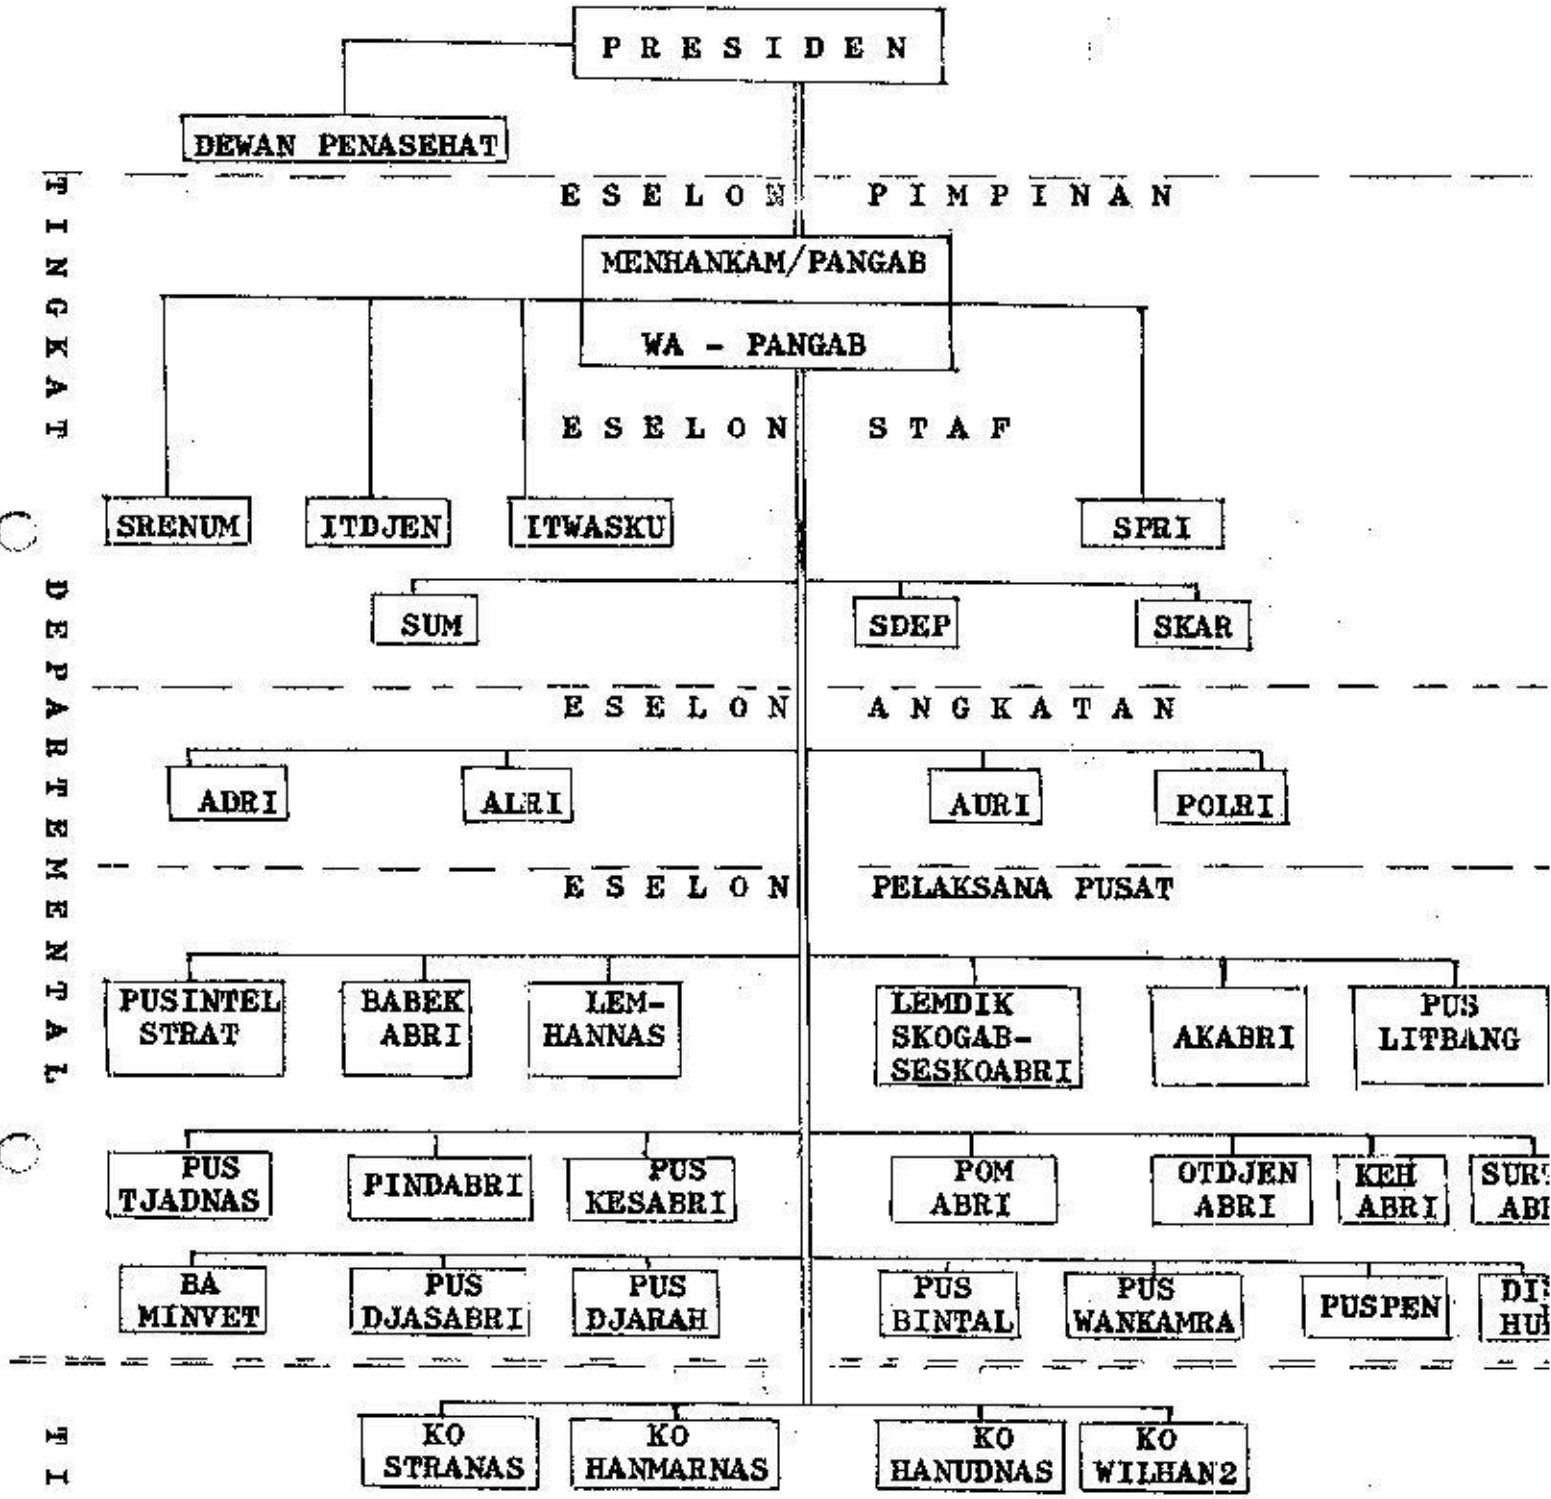 PRESIDEN
DEWAN PENASEHAT
TINGKAT DEPARTEMENTAL
ESELON PIMPINAN
MENHANKAM/PANGAB
WA - PANGAB
ESELON STAF
SRENUM
ITDJEN
ITWASKU
SPRI
SUM
SDEP
SKAR
ESELON ANGKATAN
ADRI
ALRI
AURI
POLRI
ESELON PELAKSANA PUSAT
PUSINTEL
STRAT
BABEK
ABRI
LEM-
HANNAS
LEMDIK
SKOGAB-
SESKOABRI
AKABRI
PUS
LITBANG
PUS
TJADNAS
PINDABRI
PUS
KESABRI
POM
ABRI
OTDJEN
ABRI
KEH
ABRI
BA
MINVET
PUS
DJASABRI
PUS
DJARAH
PUS
BINTAL
PUS
WANKAMRA
PUSPEN
KO
STRANAS
KO
HANMARNAS
KO
HANUDNAS
KO
WILHAN2